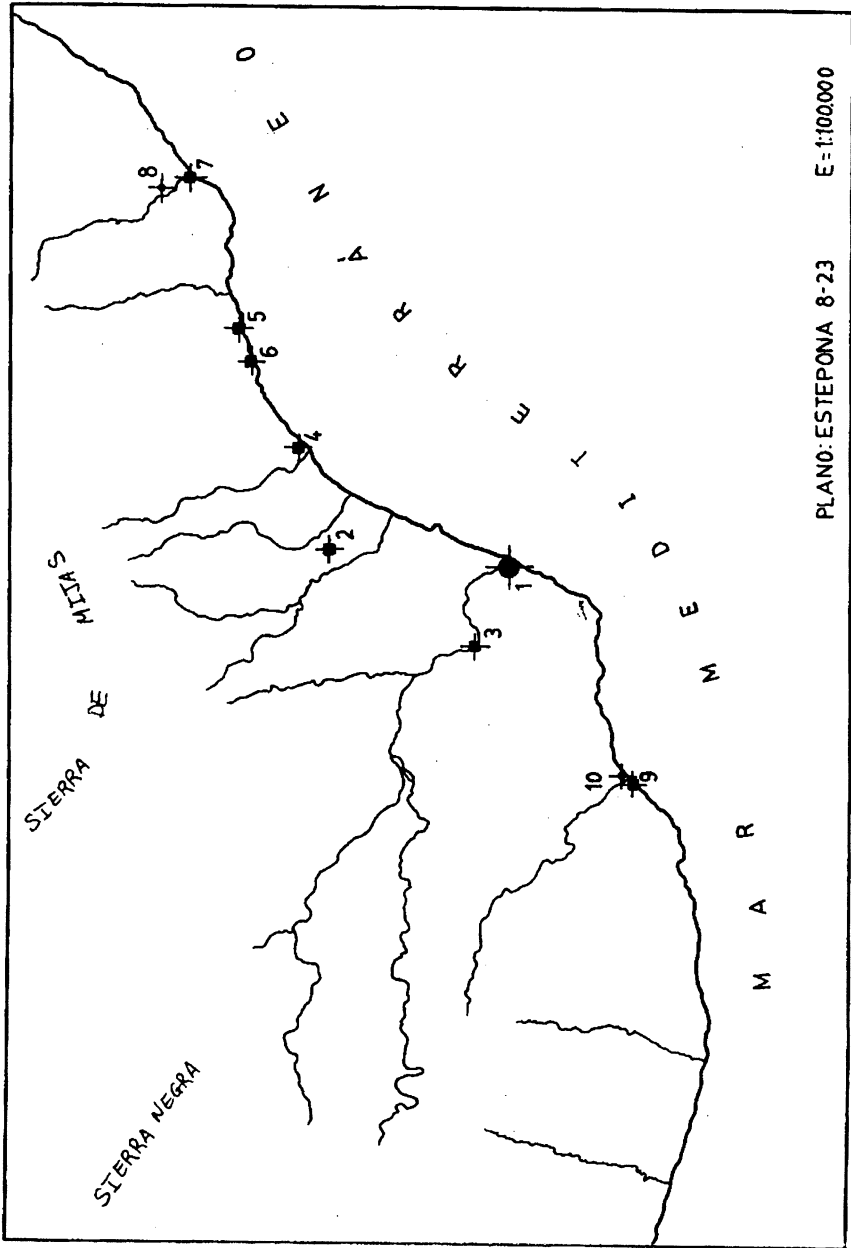 SIERRA NEGRA
SIERRA DE MIJAS
MAR MEDITERRÁNEO
8
7
5
6
4
2
1
3
10
9
PLANO: ESTEPONA 8-23 E=1:100.000